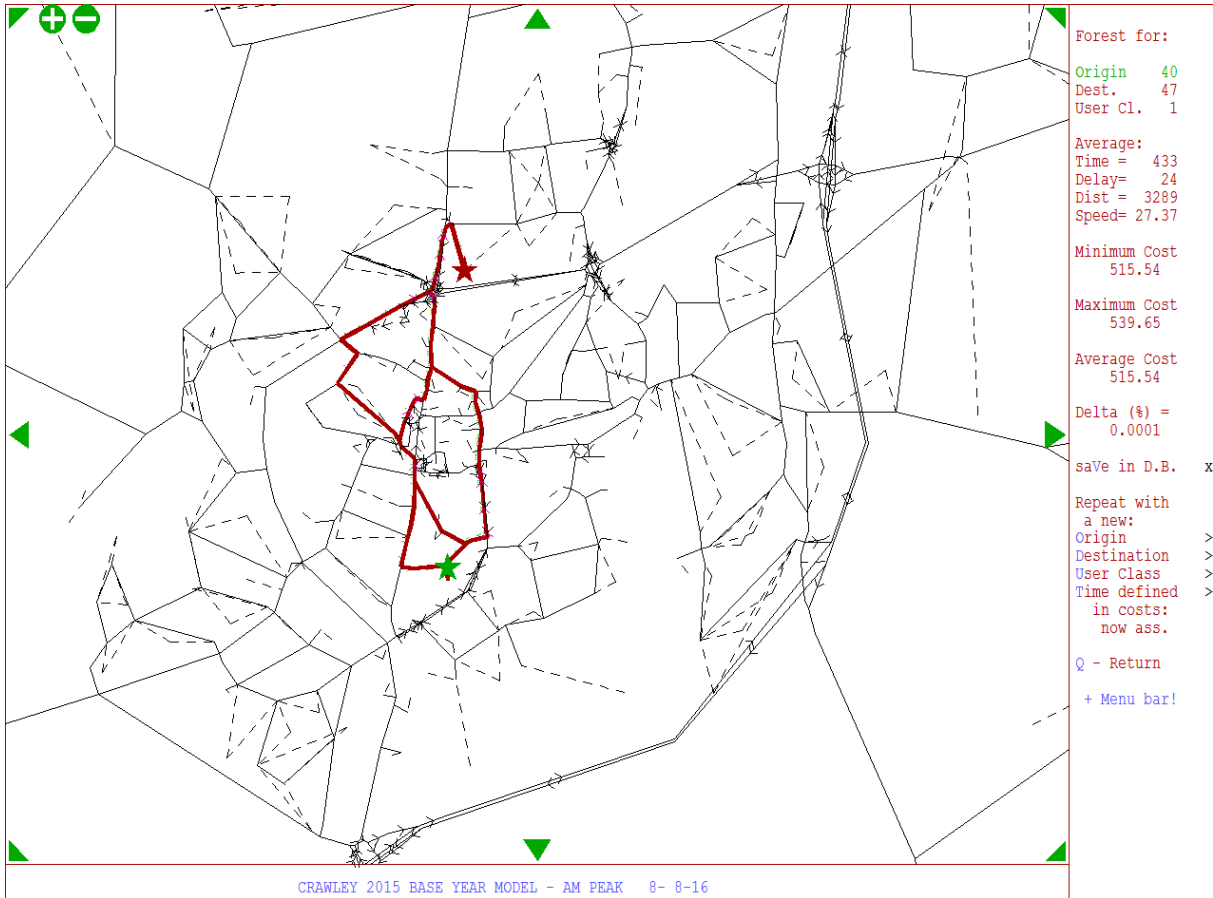 Forest for:
Origin 40
Dest. 47
User Cl. 1
Average:
Time = 433
Delay= 24
Dist = 3289
Speed= 27.37
Minimum Cost
515.54
Maximum Cost
539.65
Average Cost
515.54
Delta (%) =
0.0001
saVe in D.B. x
Repeat with
a new:
Origin >
Destination >
User Class >
Time defined >
in costs:
now ass.
Q - Return
+ Menu bar!
CRAWLEY 2015 BASE YEAR MODEL - AM PEAK 8- 8-16